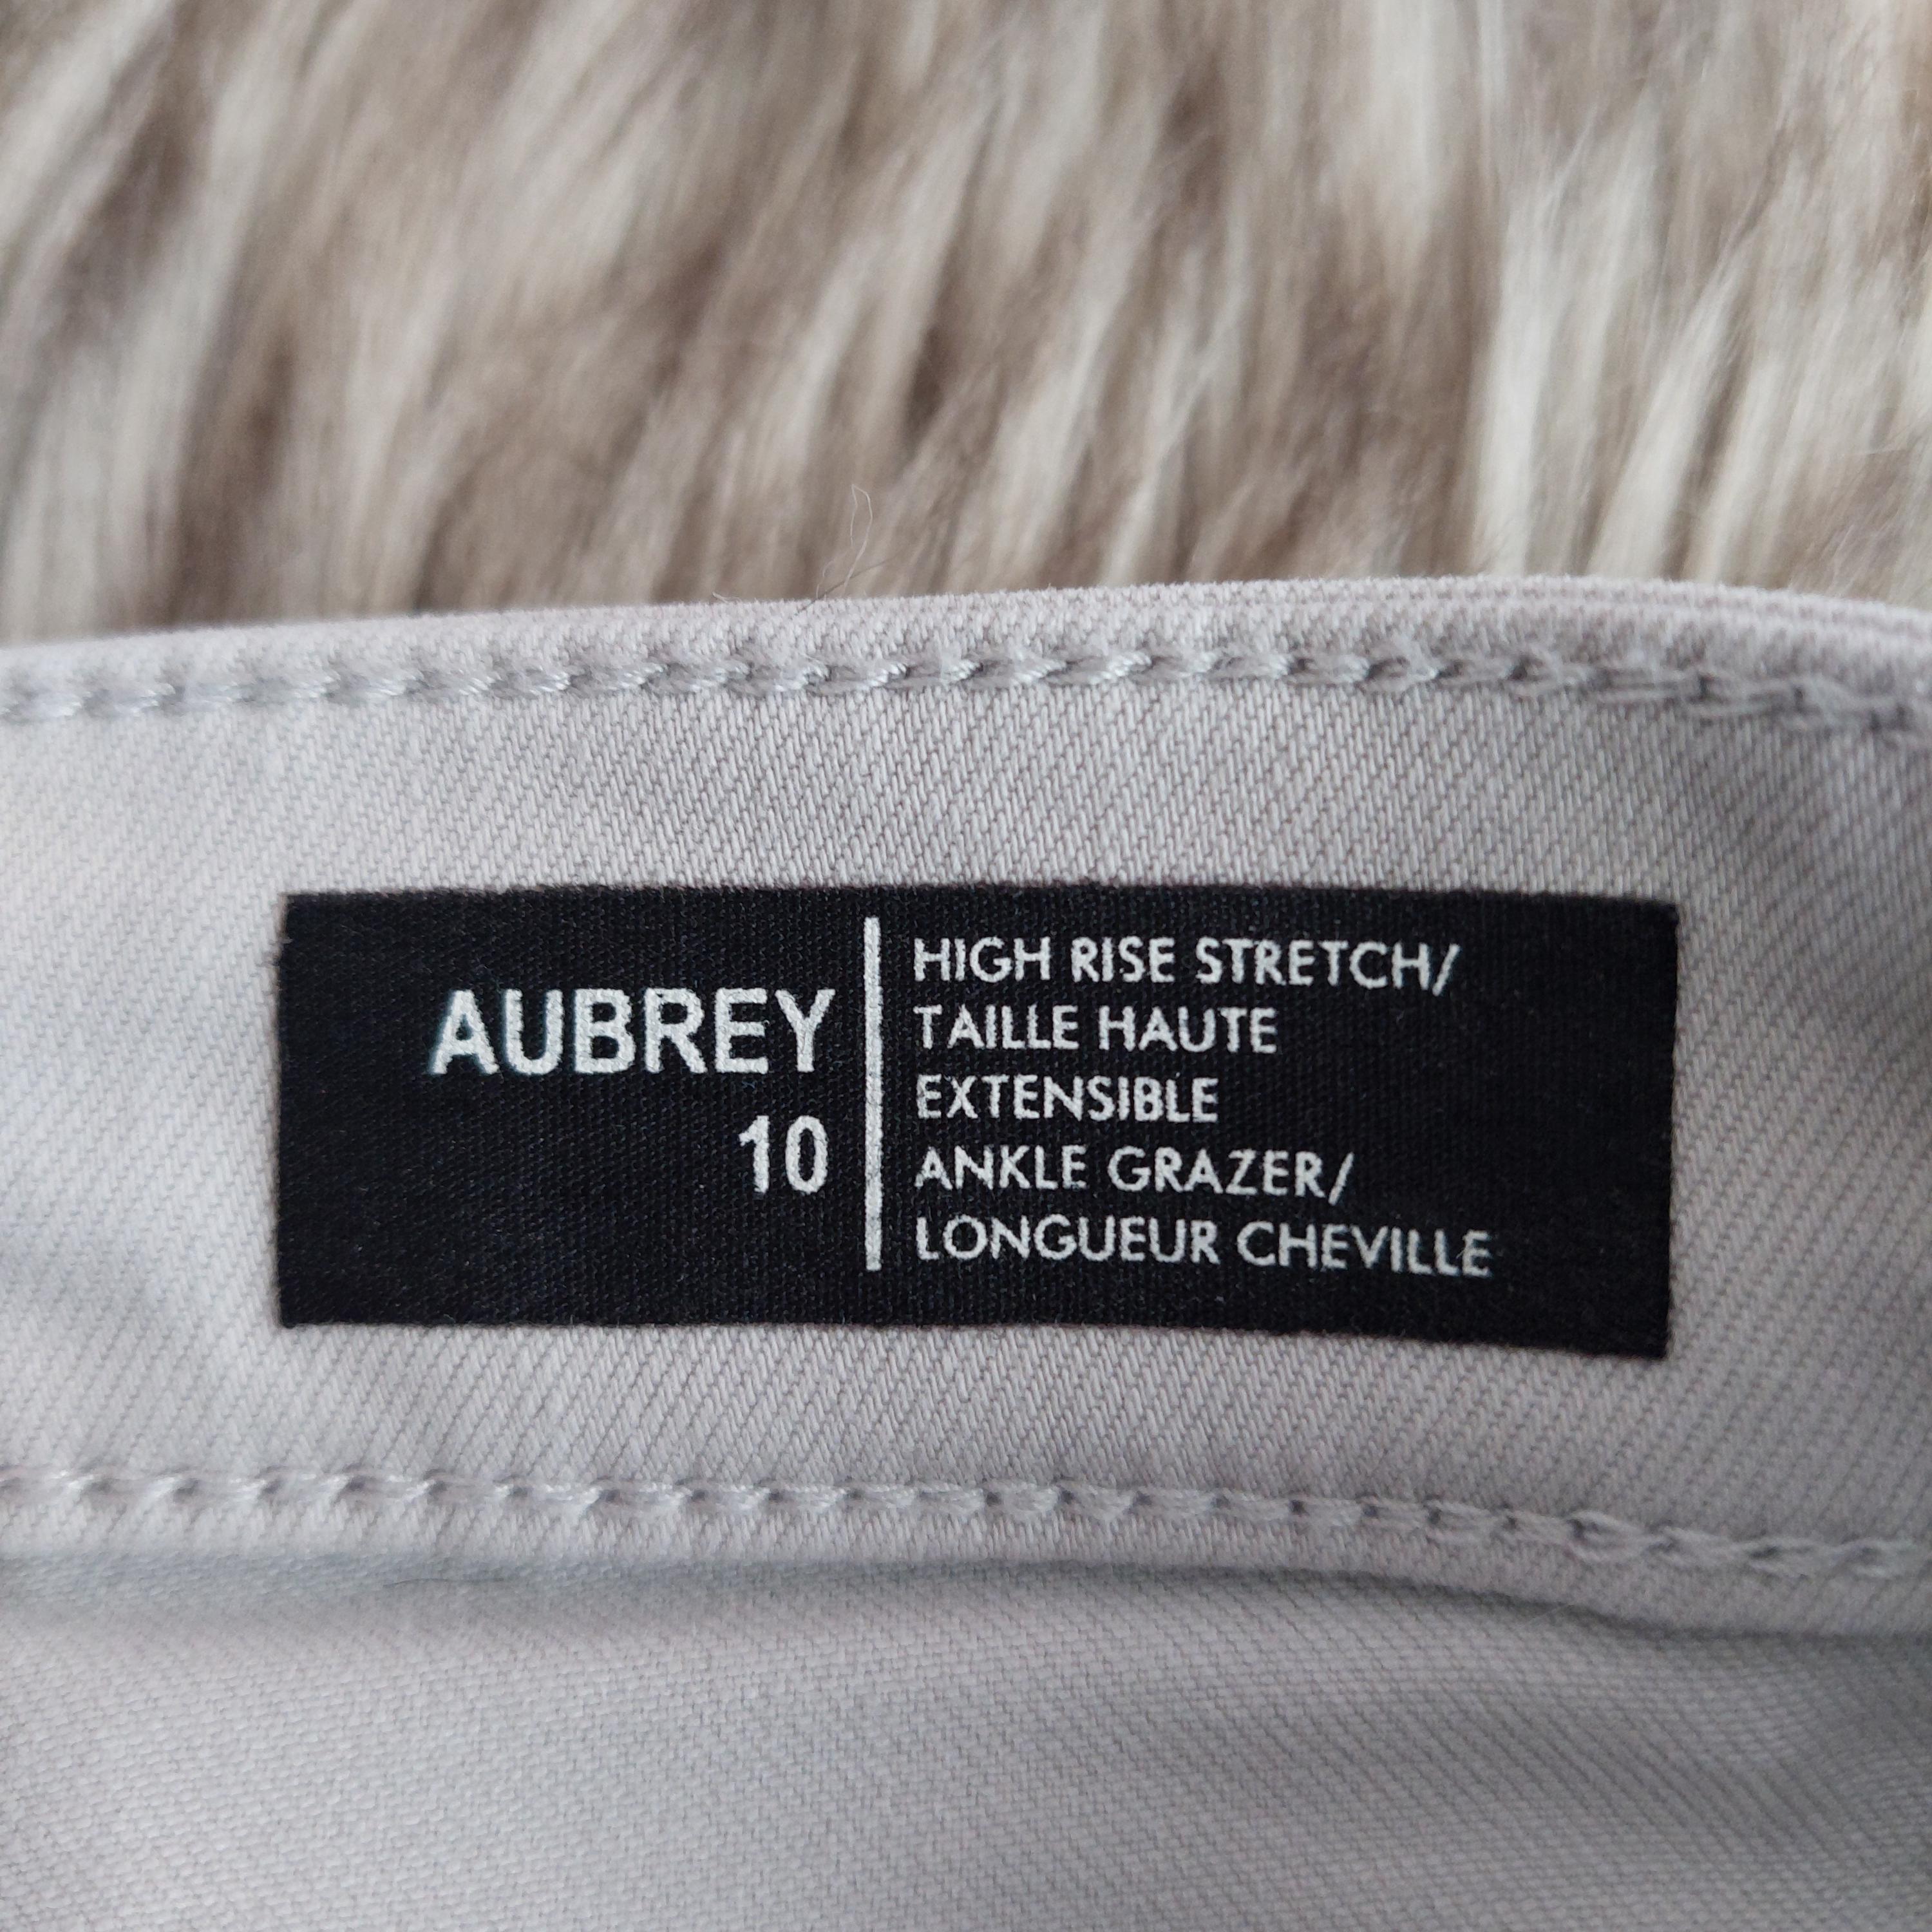 AUBREY
10
HIGH RISE STRETCH/
TAILLE HAUTE
EXTENSIBLE
ANKLE GRAZER/
LONGUEUR CHEVILLE